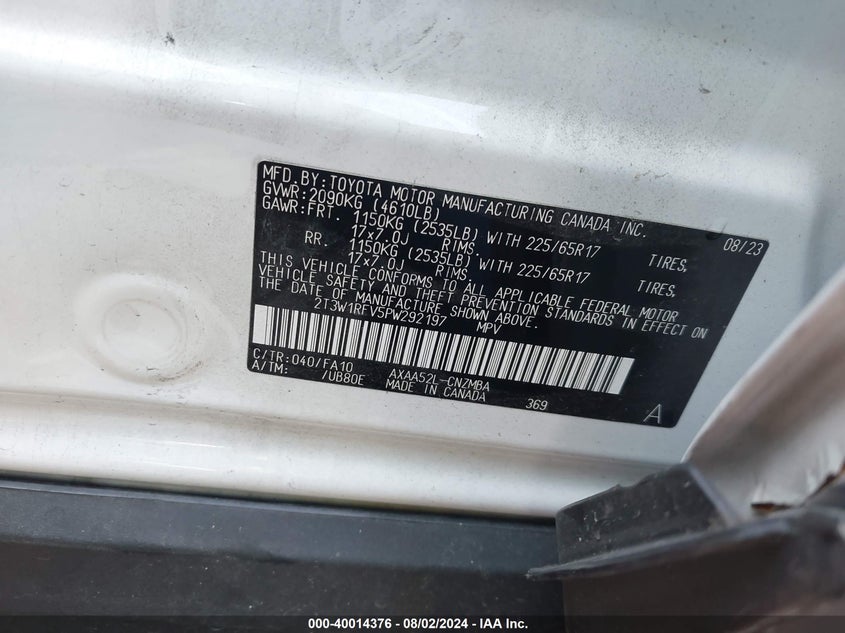 MFD. BY: TOYOTA MOTOR MANUFACTURING CANADA INC. 08/23
GVWR: 2090KG (4610LB)
GAWR: FRT. 1150KG (2535LB) WITH 225/65R17 TIRES,
17x7.0J RIMS.
RR. 1150KG (2535LB) WITH 225/65R17 TIRES,
17x7.0J RIMS.
THIS VEHICLE CONFORMS TO ALL APPLICABLE FEDERAL MOTOR
VEHICLE SAFETY AND THEFT PREVENTION STANDARDS IN EFFECT ON
THE DATE OF MANUFACTURE SHOWN ABOVE.
2T3W1RFV5PW292197 MPV
C/TR: 040/FA10 AXAA52L-CNZMBA
A/TM: /UB80E MADE IN CANADA 369 A
000-40014376 - 08/02/2024 - IAA Inc.